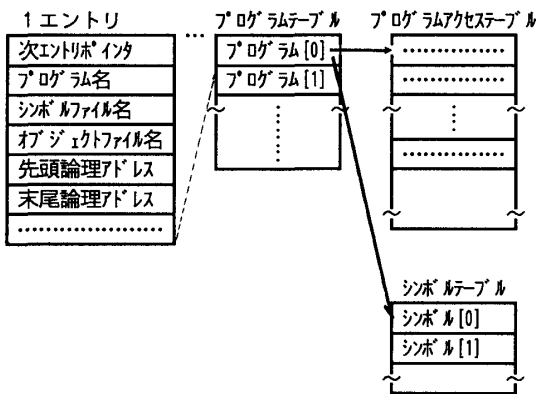 1エントリ
次エントリポインタ
プログラム名
シンボルファイル名
オブジェクトファイル名
先頭論理アドレス
末尾論理アドレス
………………
…
プログラムテーブル
プログラム[0]
プログラム[1]
プログラムアクセステーブル
……………
……………
……………
シンボルテーブル
シンボル[0]
シンボル[1]